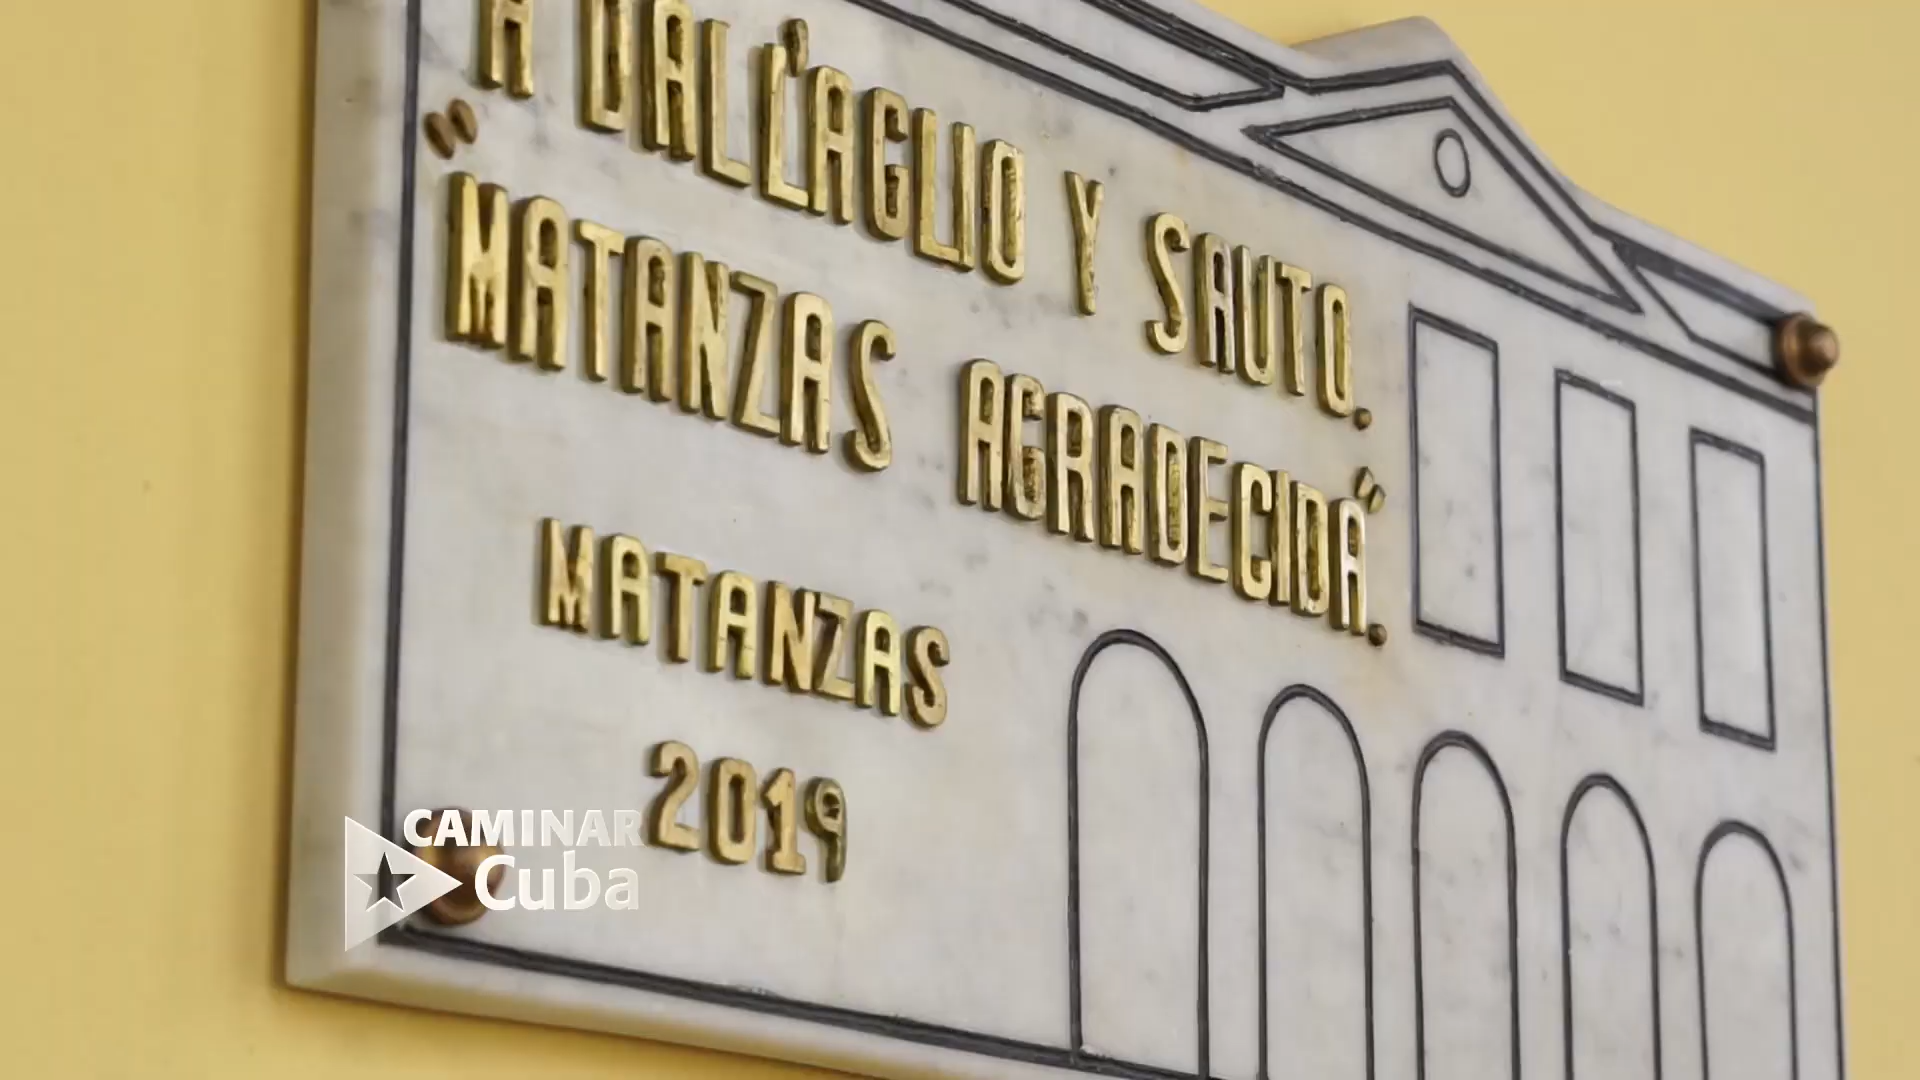 A DALL'AGLIO Y SAUTO.
"MATANZAS AGRADECIDA."
MATANZAS
2019
CAMINAR
Cuba